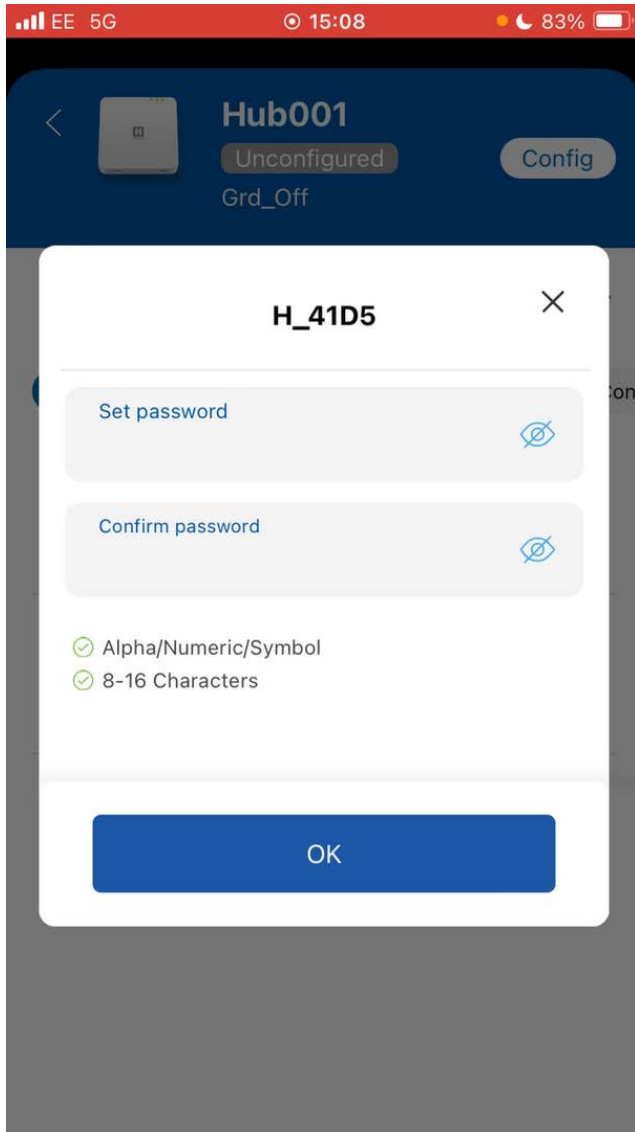 EE 5G 15:08 83%
Hub001
Unconfigured
Config
Grd_Off
H_41D5
Set password
Confirm password
Alpha/Numeric/Symbol
8-16 Characters
OK